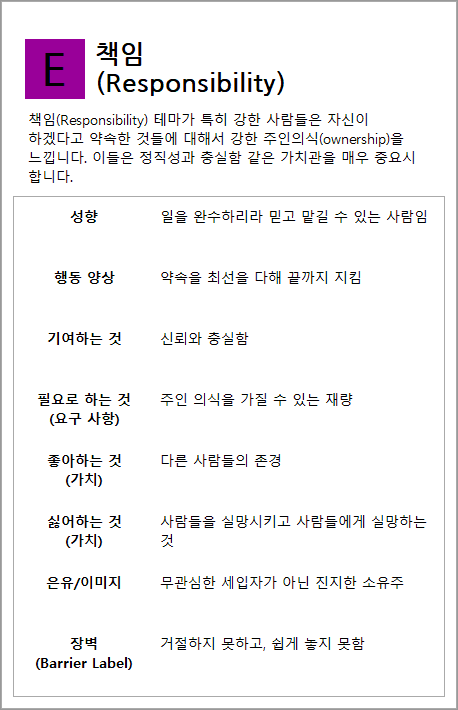 E
책임
(Responsibility)
책임(Responsibility) 테마가 특히 강한 사람들은 자신이
하겠다고 약속한 것들에 대해서 강한 주인의식(ownership)을
느낍니다. 이들은 정직성과 충실함 같은 가치관을 매우 중요시
합니다.
성향 일을 완수하리라 믿고 맡길 수 있는 사람임
행동 양상 약속을 최선을 다해 끝까지 지킴
기여하는 것 신뢰와 충실함
필요로 하는 것 주인 의식을 가질 수 있는 재량
(요구 사항)
좋아하는 것 다른 사람들의 존경
(가치)
싫어하는 것 사람들을 실망시키고 사람들에게 실망하는
(가치) 것
은유/이미지 무관심한 세입자가 아닌 진지한 소유주
장벽 거절하지 못하고, 쉽게 놓지 못함
(Barrier Label)